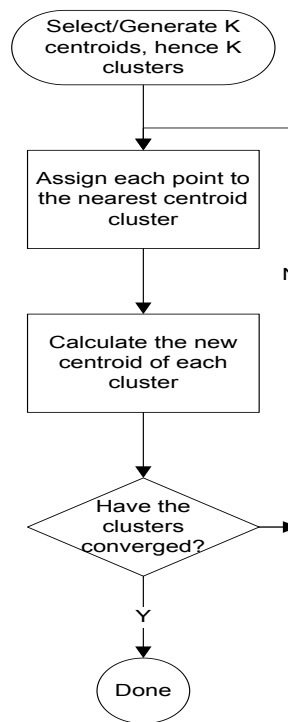 Select/Generate K
centroids, hence K
clusters
Assign each point to
the nearest centroid
cluster
Calculate the new
centroid of each
cluster
Have the
clusters
converged?
Y
Done